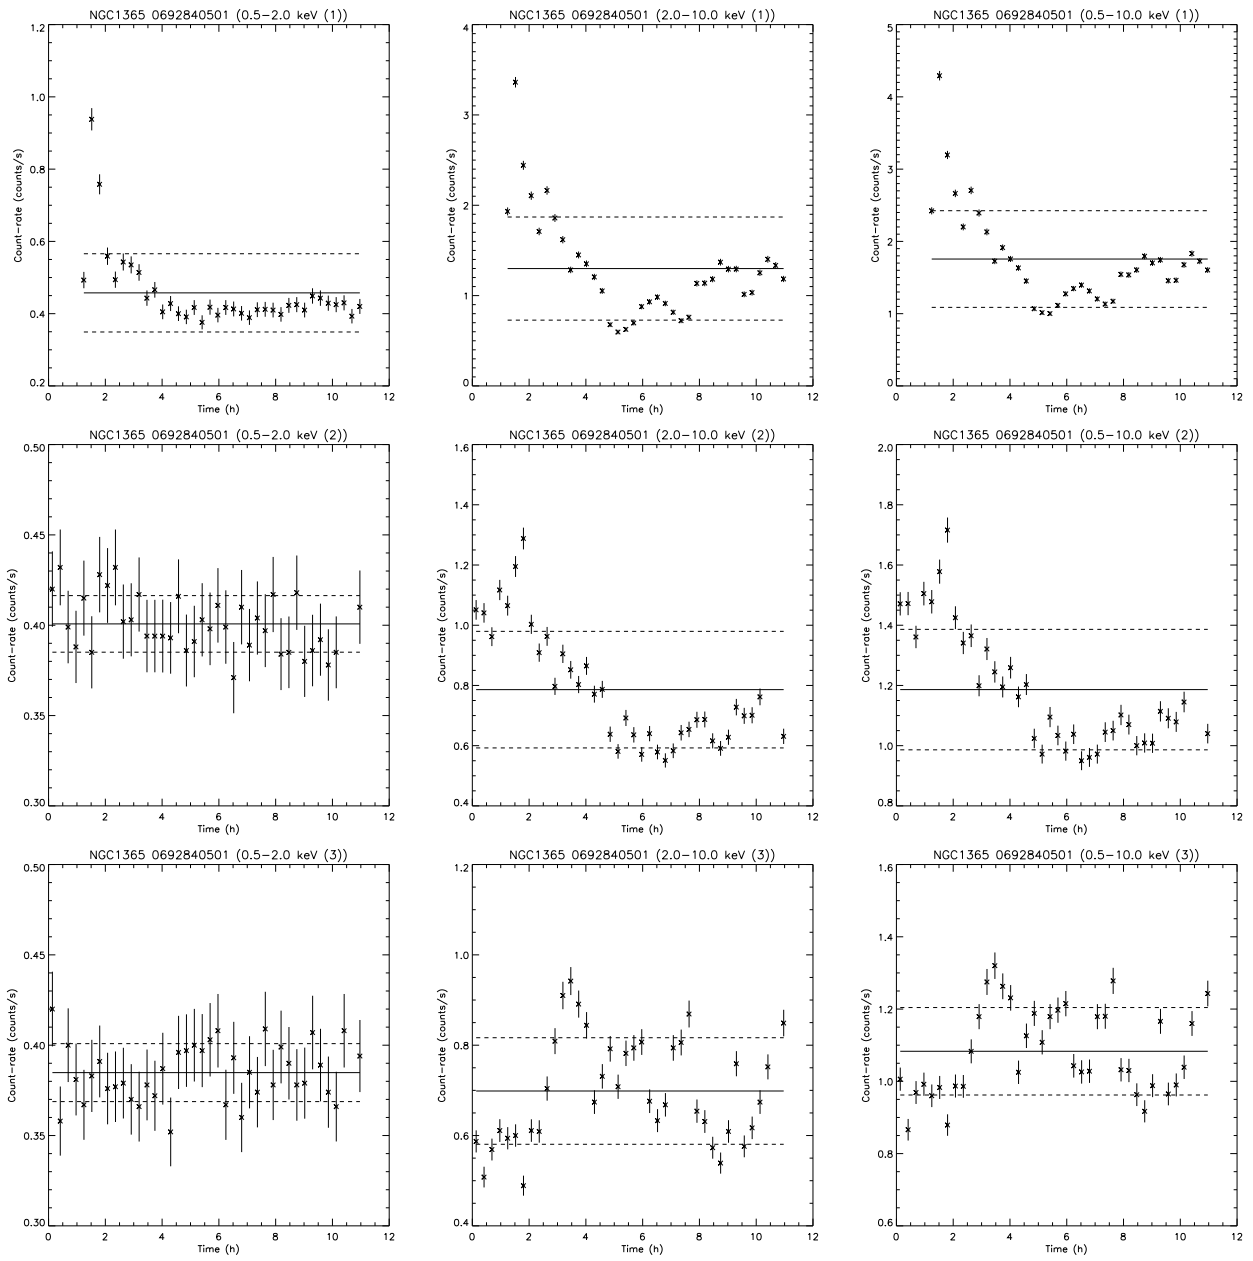 NGC1365 0692840501 (0.5−2.0 keV (1))
1.2
1.0
0.8
0.6
0.4
0.2
Count−rate (counts/s)
0 2 4 6 8 10 12
Time (h)
NGC1365 0692840501 (2.0−10.0 keV (1))
4
3
2
1
0
Count−rate (counts/s)
0 2 4 6 8 10 12
Time (h)
NGC1365 0692840501 (0.5−10.0 keV (1))
5
4
3
2
1
0
Count−rate (counts/s)
0 2 4 6 8 10 12
Time (h)
NGC1365 0692840501 (0.5−2.0 keV (2))
0.50
0.45
0.40
0.35
0.30
Count−rate (counts/s)
0 2 4 6 8 10 12
Time (h)
NGC1365 0692840501 (2.0−10.0 keV (2))
1.6
1.4
1.2
1.0
0.8
0.6
0.4
Count−rate (counts/s)
0 2 4 6 8 10 12
Time (h)
NGC1365 0692840501 (0.5−10.0 keV (2))
2.0
1.8
1.6
1.4
1.2
1.0
0.8
Count−rate (counts/s)
0 2 4 6 8 10 12
Time (h)
NGC1365 0692840501 (0.5−2.0 keV (3))
0.50
0.45
0.40
0.35
0.30
Count−rate (counts/s)
0 2 4 6 8 10 12
Time (h)
NGC1365 0692840501 (2.0−10.0 keV (3))
1.2
1.0
0.8
0.6
0.4
Count−rate (counts/s)
0 2 4 6 8 10 12
Time (h)
NGC1365 0692840501 (0.5−10.0 keV (3))
1.6
1.4
1.2
1.0
0.8
0.6
Count−rate (counts/s)
0 2 4 6 8 10 12
Time (h)